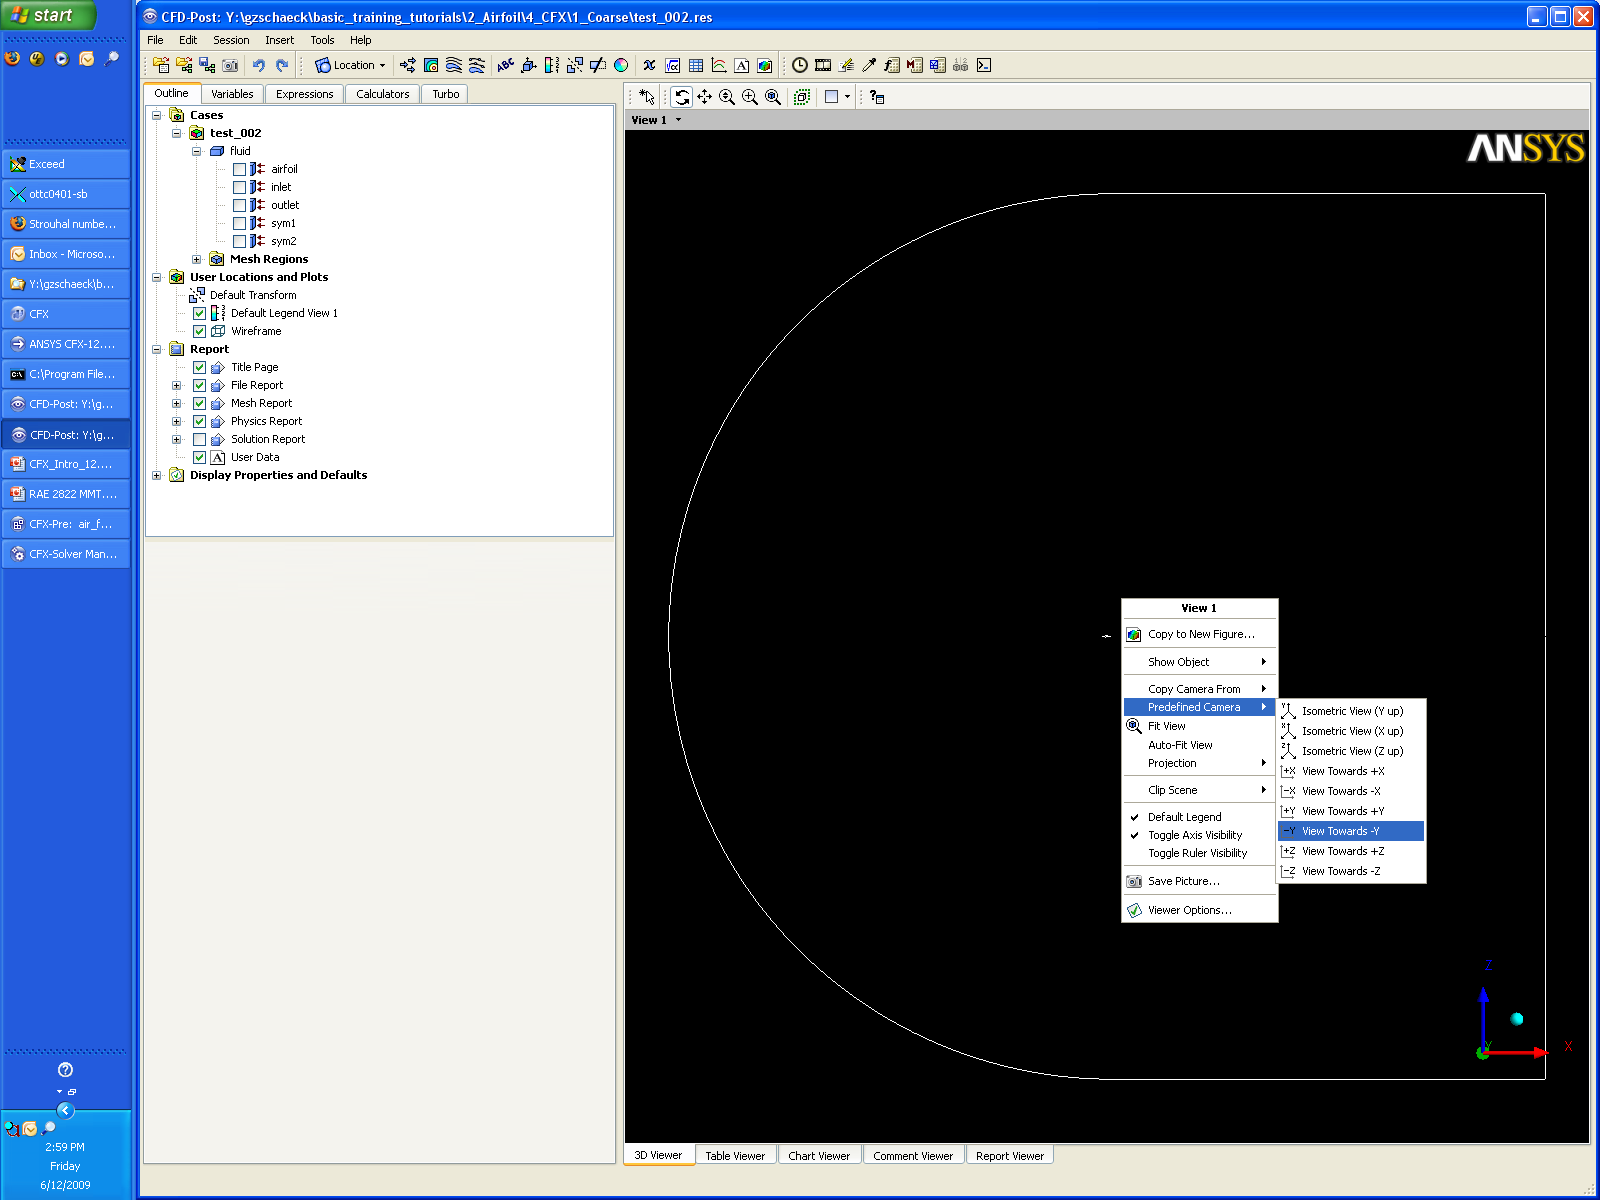 start
Exceed
ottc0401-sb
Strouhal numbe...
Inbox - Microso...
Y:\gzschaeck\b...
CFX
ANSYS CFX-12....
C:\Program File...
CFD-Post: Y:\g...
CFD-Post: Y:\g...
CFX_Intro_12....
RAE 2822 MMT....
CFX-Pre: air_f...
CFX-Solver Man...
2:59 PM
Friday
6/12/2009
CFD-Post: Y:\gzschaeck\basic_training_tutorials\2_Airfoil\4_CFX\1_Coarse\test_002.res
File Edit Session Insert Tools Help
Location
Outline Variables Expressions Calculators Turbo
Cases
test_002
fluid
airfoil
inlet
outlet
sym1
sym2
Mesh Regions
User Locations and Plots
Default Transform
Default Legend View 1
Wireframe
Report
Title Page
File Report
Mesh Report
Physics Report
Solution Report
User Data
Display Properties and Defaults
View 1
ANSYS
View 1
Copy to New Figure...
Show Object
Copy Camera From
Predefined Camera
Fit View
Auto-Fit View
Projection
Clip Scene
Default Legend
Toggle Axis Visibility
Toggle Ruler Visibility
Save Picture...
Viewer Options...
Isometric View (Y up)
Isometric View (X up)
Isometric View (Z up)
+X View Towards +X
-X View Towards -X
+Y View Towards +Y
-Y View Towards -Y
+Z View Towards +Z
-Z View Towards -Z
Z
Y
X
3D Viewer Table Viewer Chart Viewer Comment Viewer Report Viewer